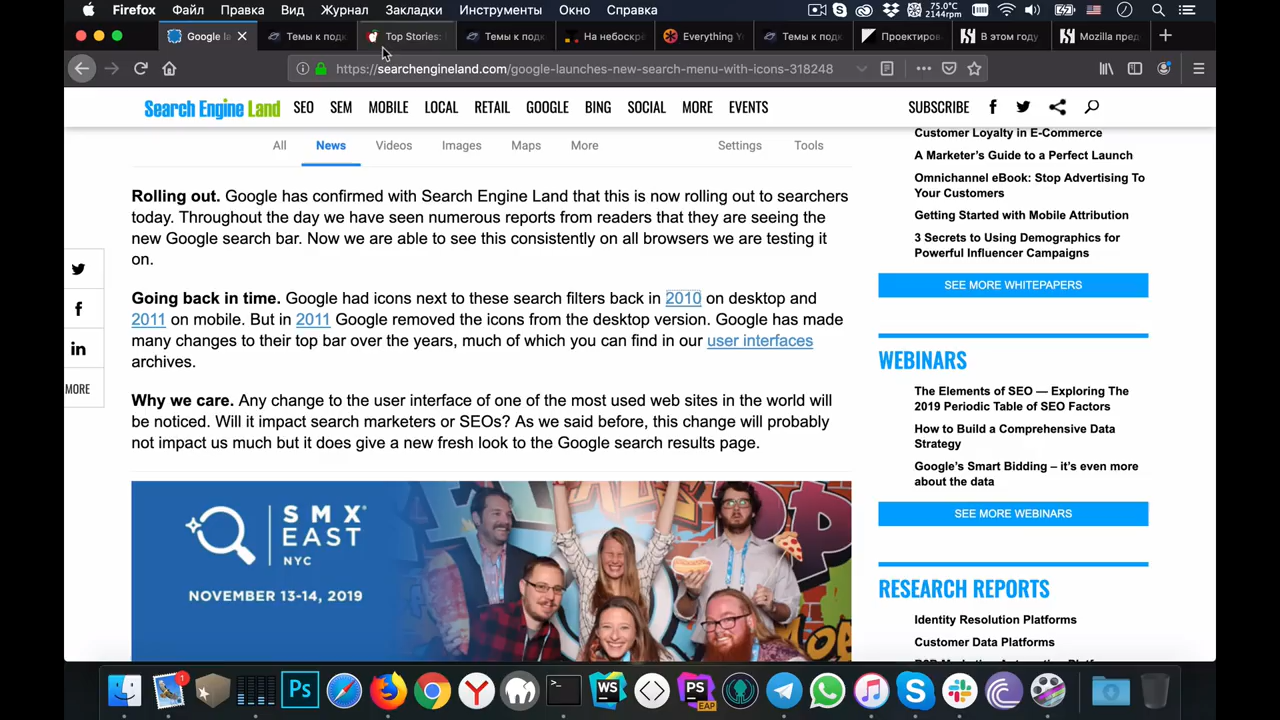 Firefox Файл Правка Вид Журнал Закладки Инструменты Окно Справка 75.0°C 2144rpm
Google la Темы к подк Top Stories: Темы к подк На небоскр Everything Y Темы к подк Проектиров В этом году Mozilla пред
https://searchengineland.com/google-launches-new-search-menu-with-icons-318248
Search Engine Land SEO SEM MOBILE LOCAL RETAIL GOOGLE BING SOCIAL MORE EVENTS SUBSCRIBE
All News Videos Images Maps More Settings Tools
Rolling out. Google has confirmed with Search Engine Land that this is now rolling out to searchers
today. Throughout the day we have seen numerous reports from readers that they are seeing the
new Google search bar. Now we are able to see this consistently on all browsers we are testing it
on.
Going back in time. Google had icons next to these search filters back in 2010 on desktop and
2011 on mobile. But in 2011 Google removed the icons from the desktop version. Google has made
many changes to their top bar over the years, much of which you can find in our user interfaces
archives.
Why we care. Any change to the user interface of one of the most used web sites in the world will
be noticed. Will it impact search marketers or SEOs? As we said before, this change will probably
not impact us much but it does give a new fresh look to the Google search results page.
MORE
SMX®
EAST
NYC
NOVEMBER 13-14, 2019
Customer Loyalty in E-Commerce
A Marketer's Guide to a Perfect Launch
Omnichannel eBook: Stop Advertising To
Your Customers
Getting Started with Mobile Attribution
3 Secrets to Using Demographics for
Powerful Influencer Campaigns
SEE MORE WHITEPAPERS
WEBINARS
The Elements of SEO — Exploring The
2019 Periodic Table of SEO Factors
How to Build a Comprehensive Data
Strategy
Google's Smart Bidding – it's even more
about the data
SEE MORE WEBINARS
RESEARCH REPORTS
Identity Resolution Platforms
Customer Data Platforms
1 Ps WS PS EAP